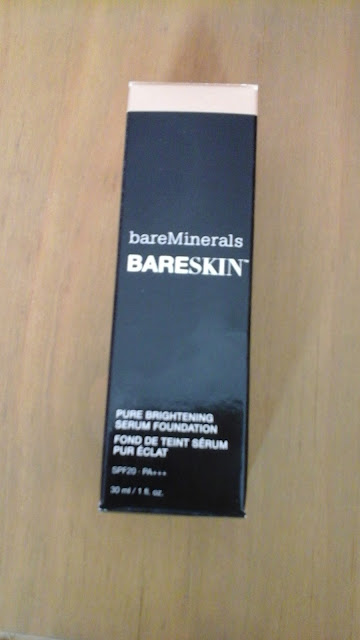 bareMinerals
BARESKIN™
PURE BRIGHTENING
SERUM FOUNDATION
FOND DE TEINT SÉRUM
PUR ÉCLAT
SPF20 · PA+++
30 ml / 1 fl. oz.